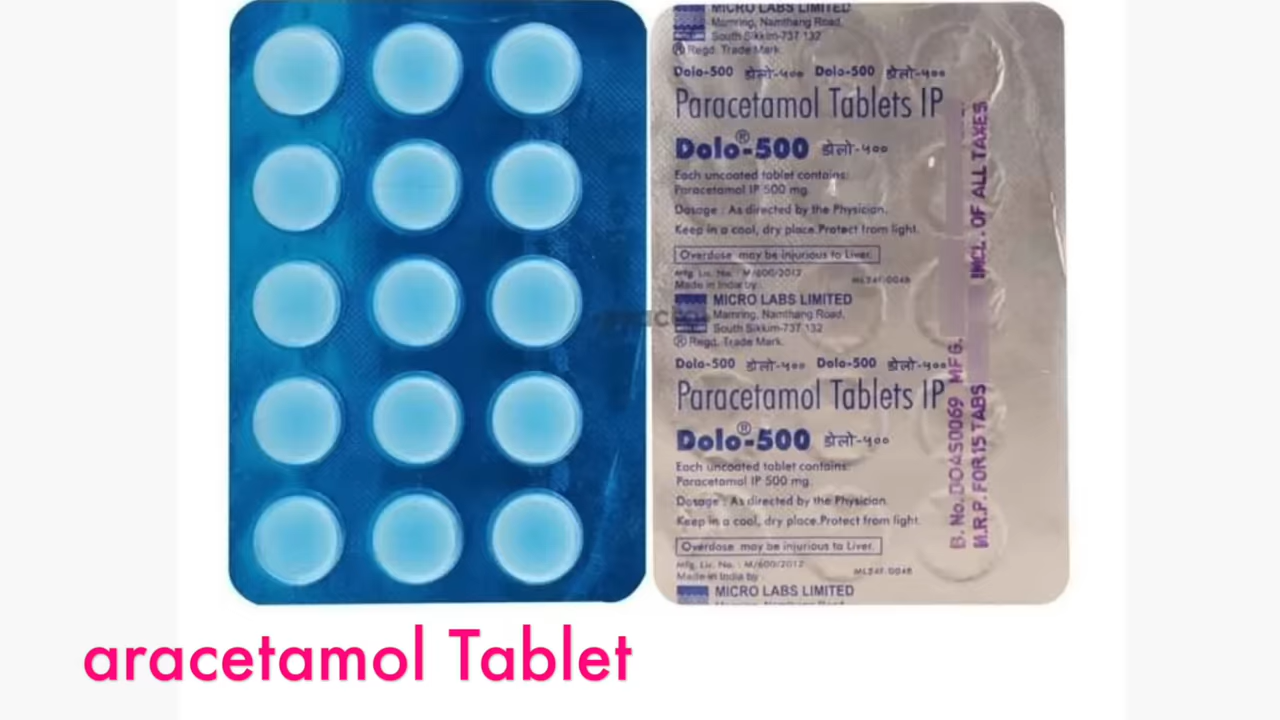 MICRO LABS LIMITED
Mamring, Namthang Road,
South Sikkim-737 132
® Regd. Trade Mark.
Dolo-500 डोलो-५०० Dolo-500 डोलो-५००
Paracetamol Tablets IP
Dolo®-500 डोलो-५००
Each uncoated tablet contains:
Paracetamol IP 500 mg.
Dosage : As directed by the Physician.
Keep in a cool, dry place.Protect from light.
Overdose may be injurious to Liver.
Mfg. Lic. No. : M/600/2012
Made in India by
MICRO LABS LIMITED
Mamring, Namthang Road,
South Sikkim-737 132
® Regd. Trade Mark.
Dolo-500 डोलो-५०० Dolo-500 डोलो-५००
Paracetamol Tablets IP
Dolo®-500 डोलो-५००
Each uncoated tablet contains:
Paracetamol IP 500 mg.
Dosage : As directed by the Physician.
Keep in a cool, dry place.Protect from light.
Overdose may be injurious to Liver.
Mfg. Lic. No. : M/600/2012
Made in India by
MICRO LABS LIMITED
B. No. DOAS0069 MFG.
M.R.P. FOR 15 TABS INCL. OF ALL TAXES
aracetamol Tablet